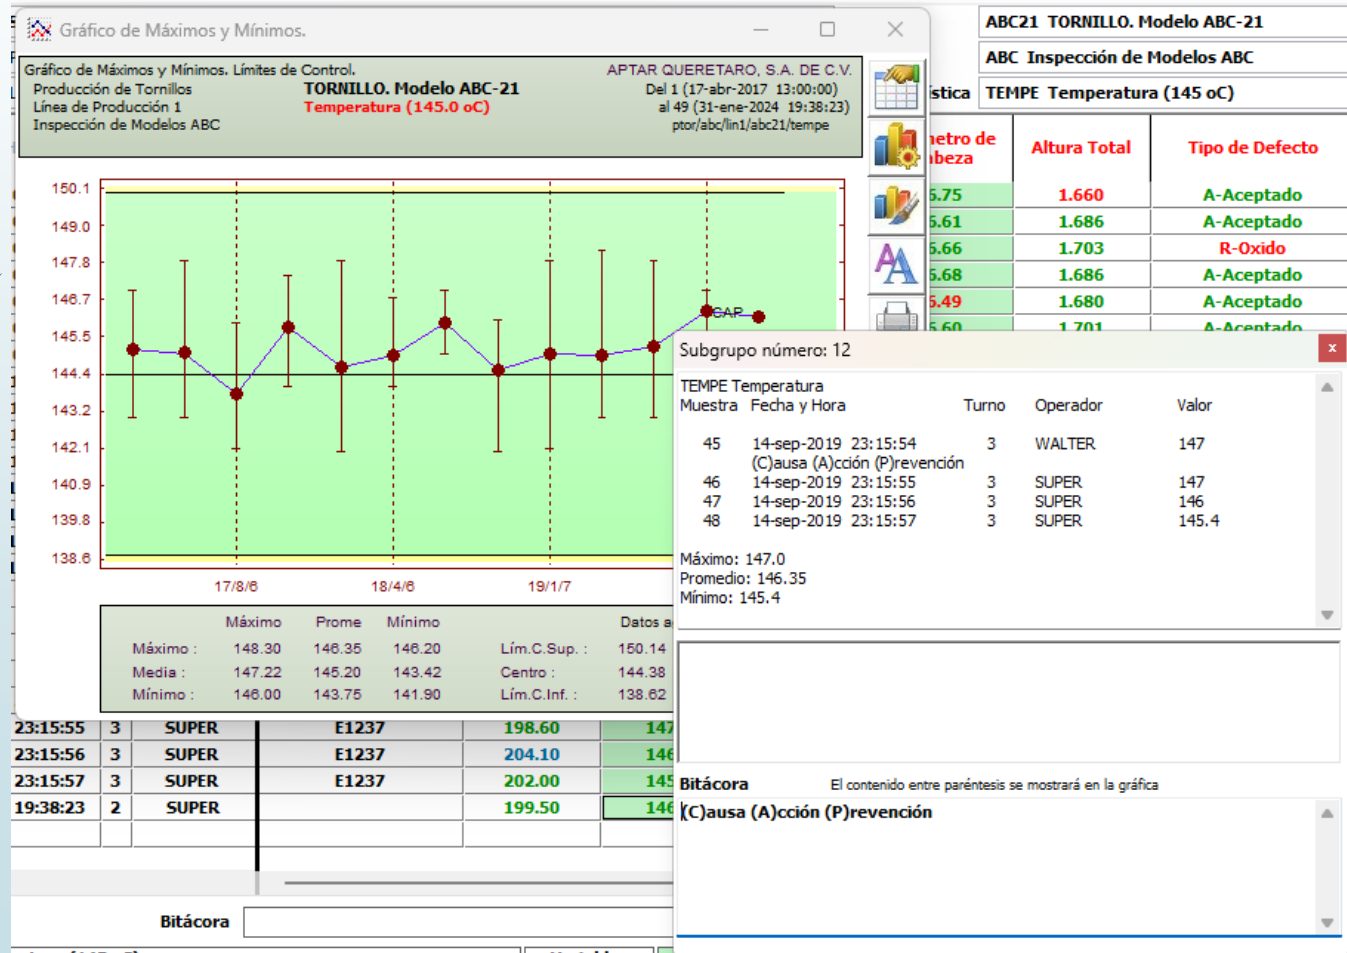 Gráfico de Máximos y Mínimos.
ABC21 TORNILLO. Modelo ABC-21
ABC Inspección de Modelos ABC
TEMPE Temperatura (145 oC)
Gráfico de Máximos y Mínimos. Límites de Control.
APTAR QUERETARO, S.A. DE C.V.
Producción de Tornillos
TORNILLO. Modelo ABC-21
Del 1 (17-abr-2017 13:00:00)
Línea de Producción 1
Temperatura (145.0 oC)
al 49 (31-ene-2024 19:38:23)
Inspección de Modelos ABC
ptor/abc/lin1/abc21/tempe
Altura Total
Tipo de Defecto
1.660 A-Aceptado
1.686 A-Aceptado
1.703 R-Oxido
1.686 A-Aceptado
1.680 A-Aceptado
1.701 A-Aceptado
150.1
149.0
147.8
146.7
145.5
144.4
143.2
142.1
140.9
139.8
138.6
CAP
17/8/6 18/4/6 19/1/7
Máximo Prome Mínimo Datos
Máximo : 148.30 146.35 146.20 Lím.C.Sup. : 150.14
Media : 147.22 145.20 143.42 Centro : 144.38
Mínimo : 146.00 143.75 141.90 Lím.C.Inf. : 138.62
Subgrupo número: 12
x
TEMPE Temperatura
Muestra Fecha y Hora Turno Operador Valor
45 14-sep-2019 23:15:54 3 WALTER 147
(C)ausa (A)cción (P)revención
46 14-sep-2019 23:15:55 3 SUPER 147
47 14-sep-2019 23:15:56 3 SUPER 146
48 14-sep-2019 23:15:57 3 SUPER 145.4
Máximo: 147.0
Promedio: 146.35
Mínimo: 145.4
Bitácora El contenido entre paréntesis se mostrará en la gráfica
(C)ausa (A)cción (P)revención
23:15:55 3 SUPER E1237 198.60
23:15:56 3 SUPER E1237 204.10
23:15:57 3 SUPER E1237 202.00
19:38:23 2 SUPER 199.50
Bitácora